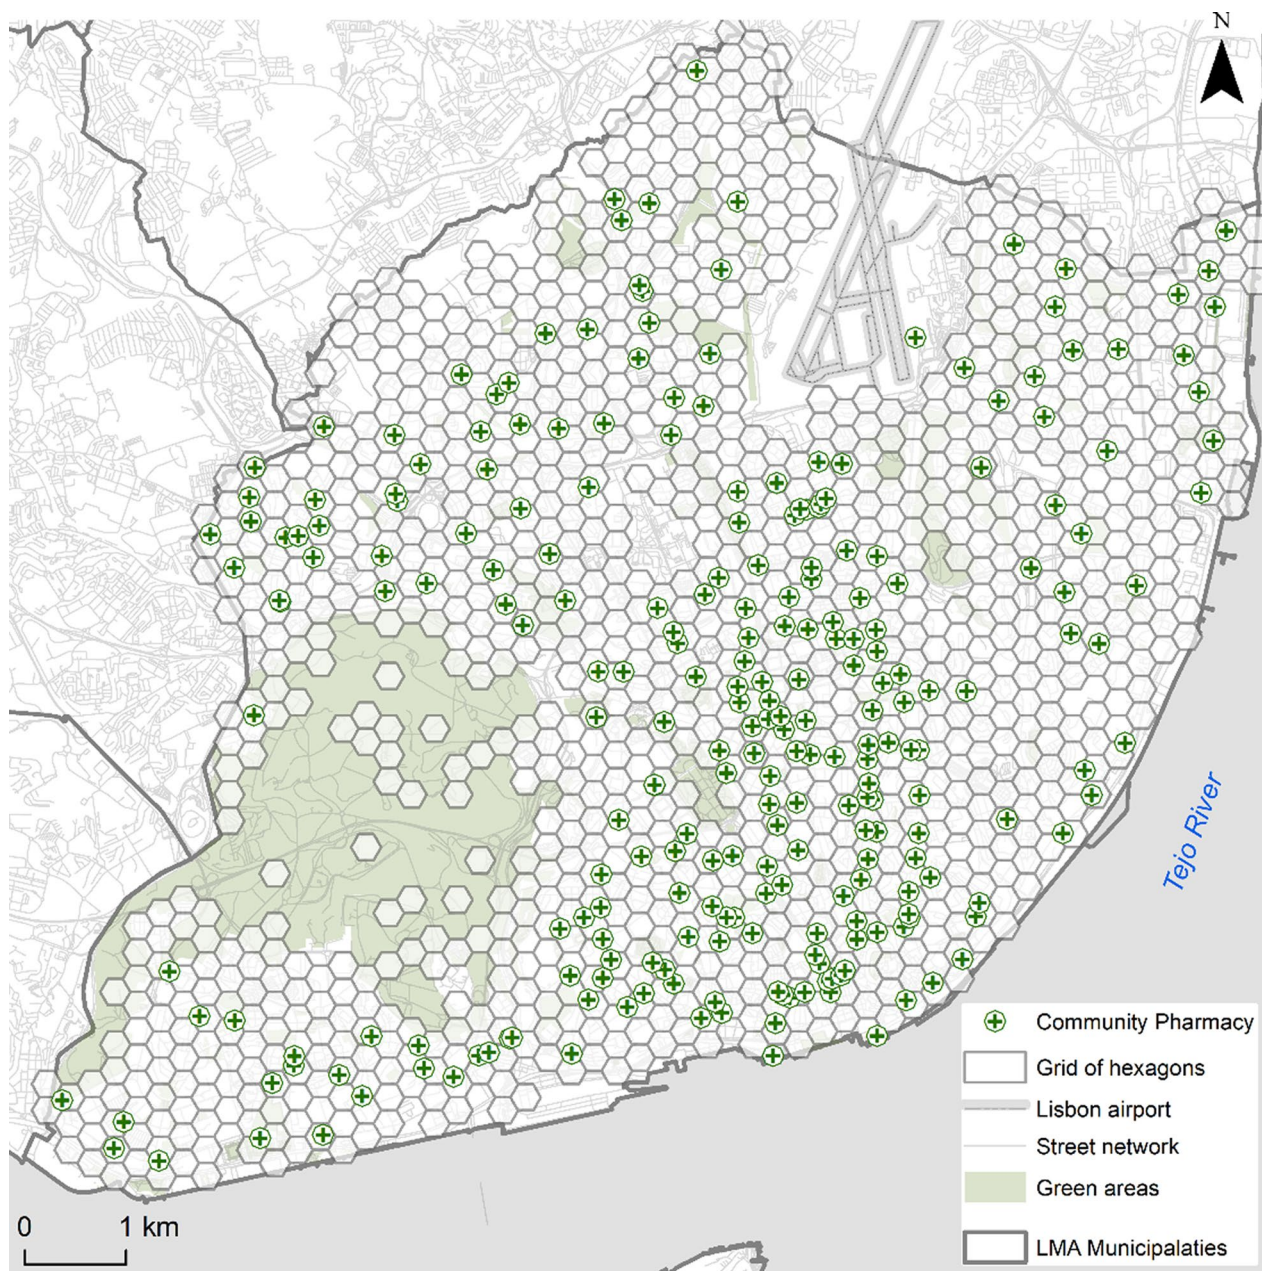 N
Tejo River
Community Pharmacy
Grid of hexagons
Lisbon airport
Street network
Green areas
LMA Municipalaties
0 1 km